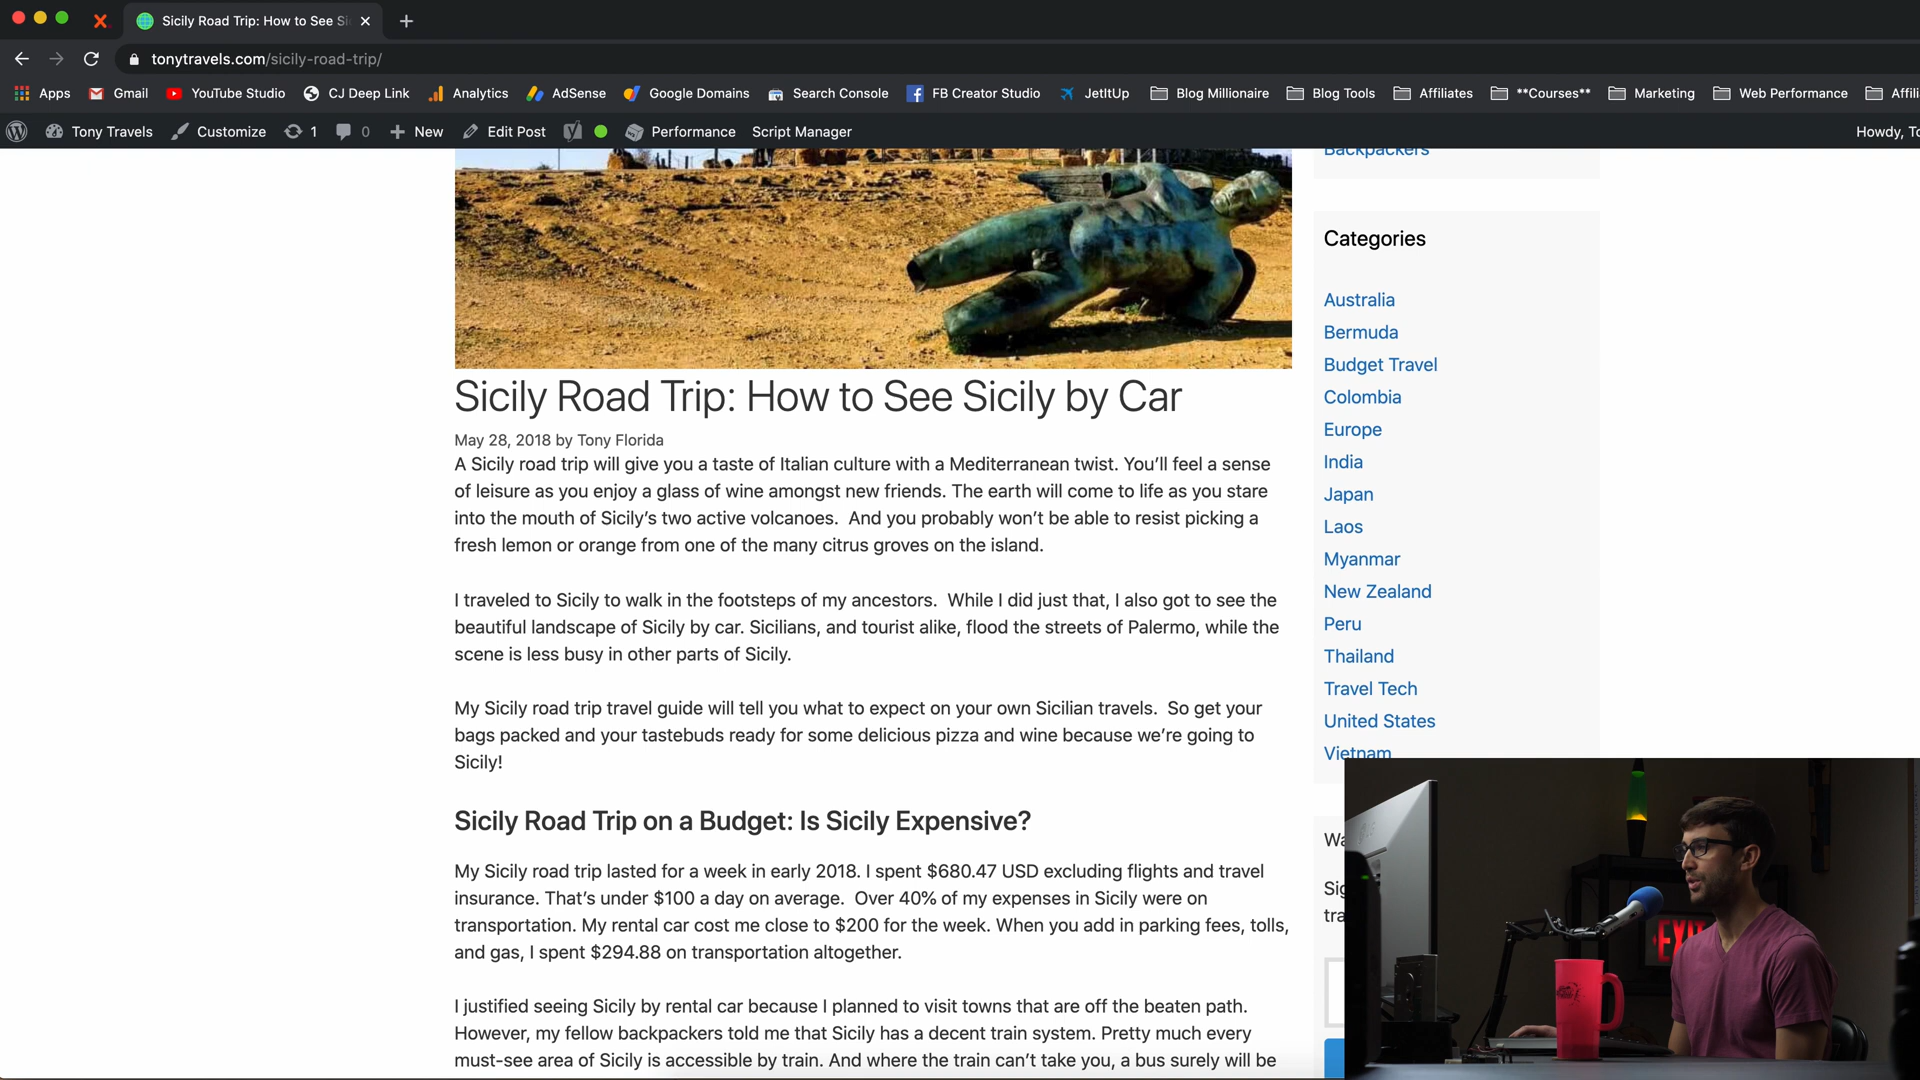 Sicily Road Trip: How to See Si
tonytravels.com/sicily-road-trip/
Apps Gmail YouTube Studio CJ Deep Link Analytics AdSense Google Domains Search Console FB Creator Studio JetItUp Blog Millionaire Blog Tools Affiliates **Courses** Marketing Web Performance Affili
Tony Travels Customize 1 0 New Edit Post Performance Script Manager Howdy, To
Sicily Road Trip: How to See Sicily by Car
May 28, 2018 by Tony Florida
A Sicily road trip will give you a taste of Italian culture with a Mediterranean twist. You’ll feel a sense
of leisure as you enjoy a glass of wine amongst new friends. The earth will come to life as you stare
into the mouth of Sicily’s two active volcanoes. And you probably won’t be able to resist picking a
fresh lemon or orange from one of the many citrus groves on the island.
I traveled to Sicily to walk in the footsteps of my ancestors. While I did just that, I also got to see the
beautiful landscape of Sicily by car. Sicilians, and tourist alike, flood the streets of Palermo, while the
scene is less busy in other parts of Sicily.
My Sicily road trip travel guide will tell you what to expect on your own Sicilian travels. So get your
bags packed and your tastebuds ready for some delicious pizza and wine because we’re going to
Sicily!
Sicily Road Trip on a Budget: Is Sicily Expensive?
My Sicily road trip lasted for a week in early 2018. I spent $680.47 USD excluding flights and travel
insurance. That’s under $100 a day on average. Over 40% of my expenses in Sicily were on
transportation. My rental car cost me close to $200 for the week. When you add in parking fees, tolls,
and gas, I spent $294.88 on transportation altogether.
I justified seeing Sicily by rental car because I planned to visit towns that are off the beaten path.
However, my fellow backpackers told me that Sicily has a decent train system. Pretty much every
must-see area of Sicily is accessible by train. And where the train can’t take you, a bus surely will be
Backpackers
Categories
Australia
Bermuda
Budget Travel
Colombia
Europe
India
Japan
Laos
Myanmar
New Zealand
Peru
Thailand
Travel Tech
United States
Vietnam
Wa
Sig
tra
EXI